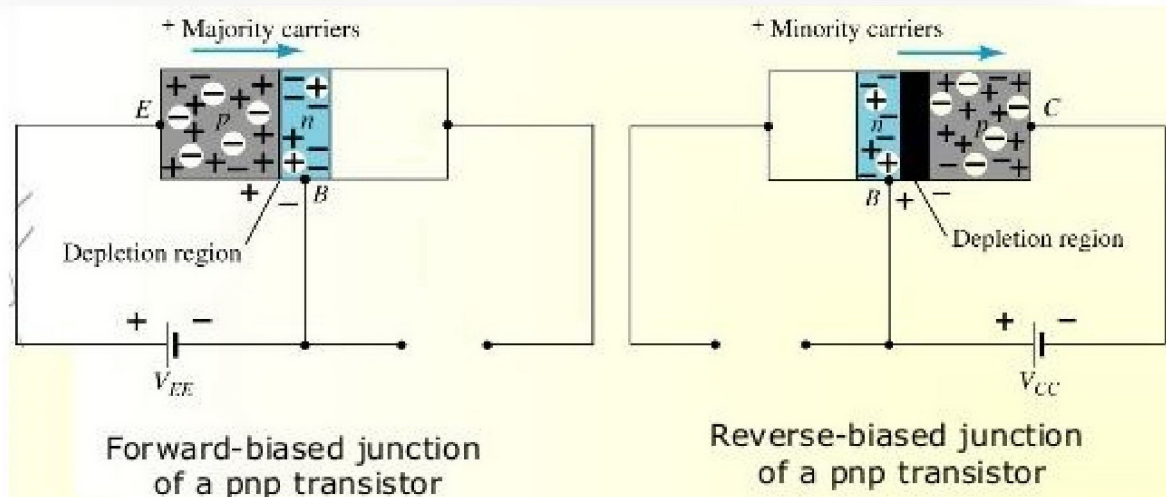 + Majority carriers
E
p
n
+ -
B
Depletion region
+ -
V_EE
Forward-biased junction
of a pnp transistor
+ Minority carriers
n
p
C
B
+ -
Depletion region
+ -
V_CC
Reverse-biased junction
of a pnp transistor